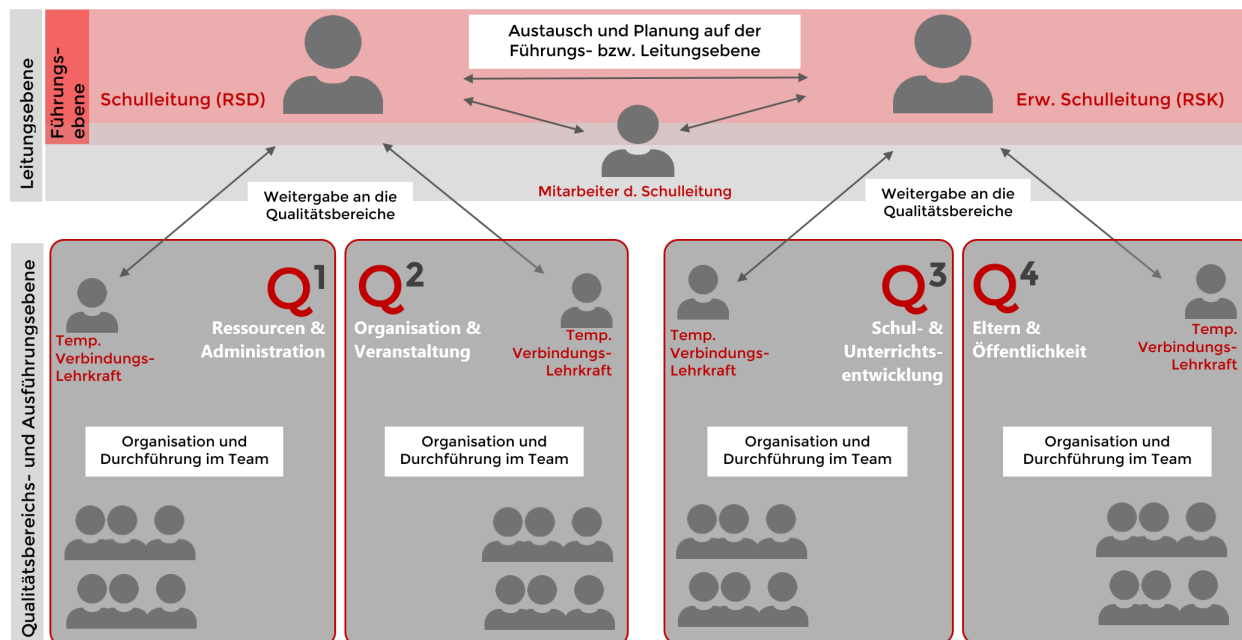 Leitungsebene
Führungs-
ebene
Austausch und Planung auf der
Führungs- bzw. Leitungsebene
Schulleitung (RSD)
Erw. Schulleitung (RSK)
Mitarbeiter d. Schulleitung
Weitergabe an die
Qualitätsbereiche
Weitergabe an die
Qualitätsbereiche
Qualitätsbereichs- und Ausführungsebene
Q1
Ressourcen &
Administration
Temp.
Verbindungs-
Lehrkraft
Organisation und
Durchführung im Team
Q2
Organisation &
Veranstaltung
Temp.
Verbindungs-
Lehrkraft
Organisation und
Durchführung im Team
Q3
Schul- &
Unterrichts-
entwicklung
Temp.
Verbindungs-
Lehrkraft
Organisation und
Durchführung im Team
Q4
Eltern &
Öffentlichkeit
Temp.
Verbindungs-
Lehrkraft
Organisation und
Durchführung im Team